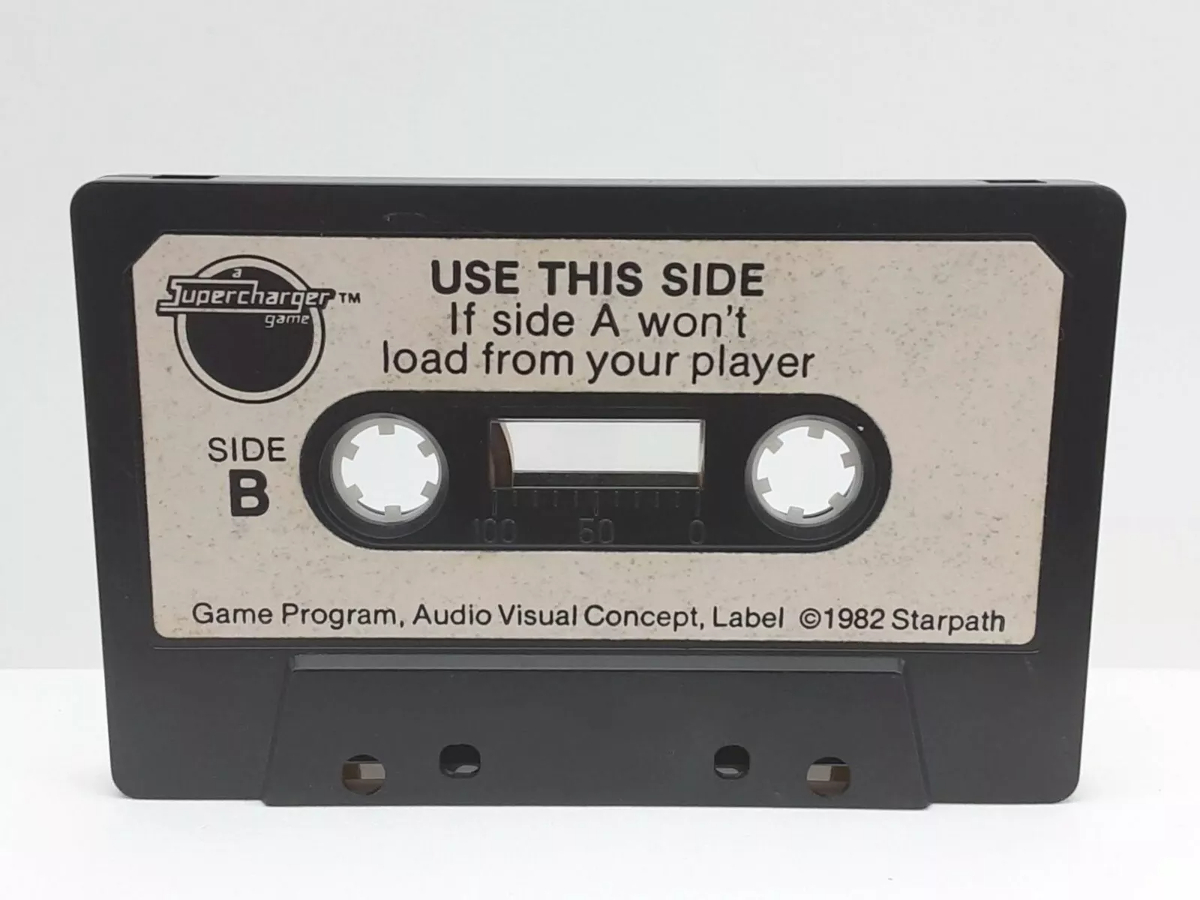 a
Supercharger™
game
USE THIS SIDE
If side A won't
load from your player
SIDE
B
100 50 0
Game Program, Audio Visual Concept, Label ©1982 Starpath